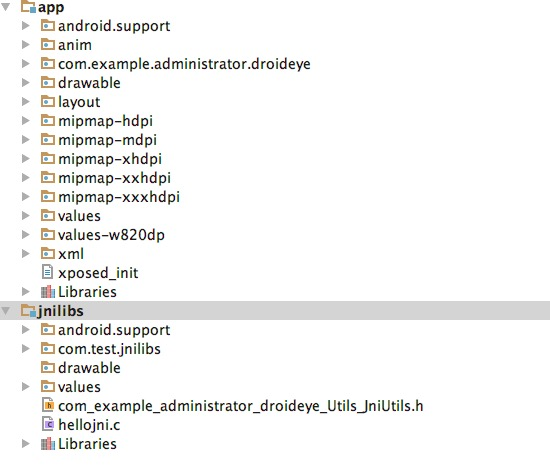 app
android.support
anim
com.example.administrator.droideye
drawable
layout
mipmap-hdpi
mipmap-mdpi
mipmap-xhdpi
mipmap-xxhdpi
mipmap-xxxhdpi
values
values-w820dp
xml
xposed_init
Libraries
jnilibs
android.support
com.test.jnilibs
drawable
values
com_example_administrator_droideye_Utils_JniUtils.h
hellojni.c
Libraries